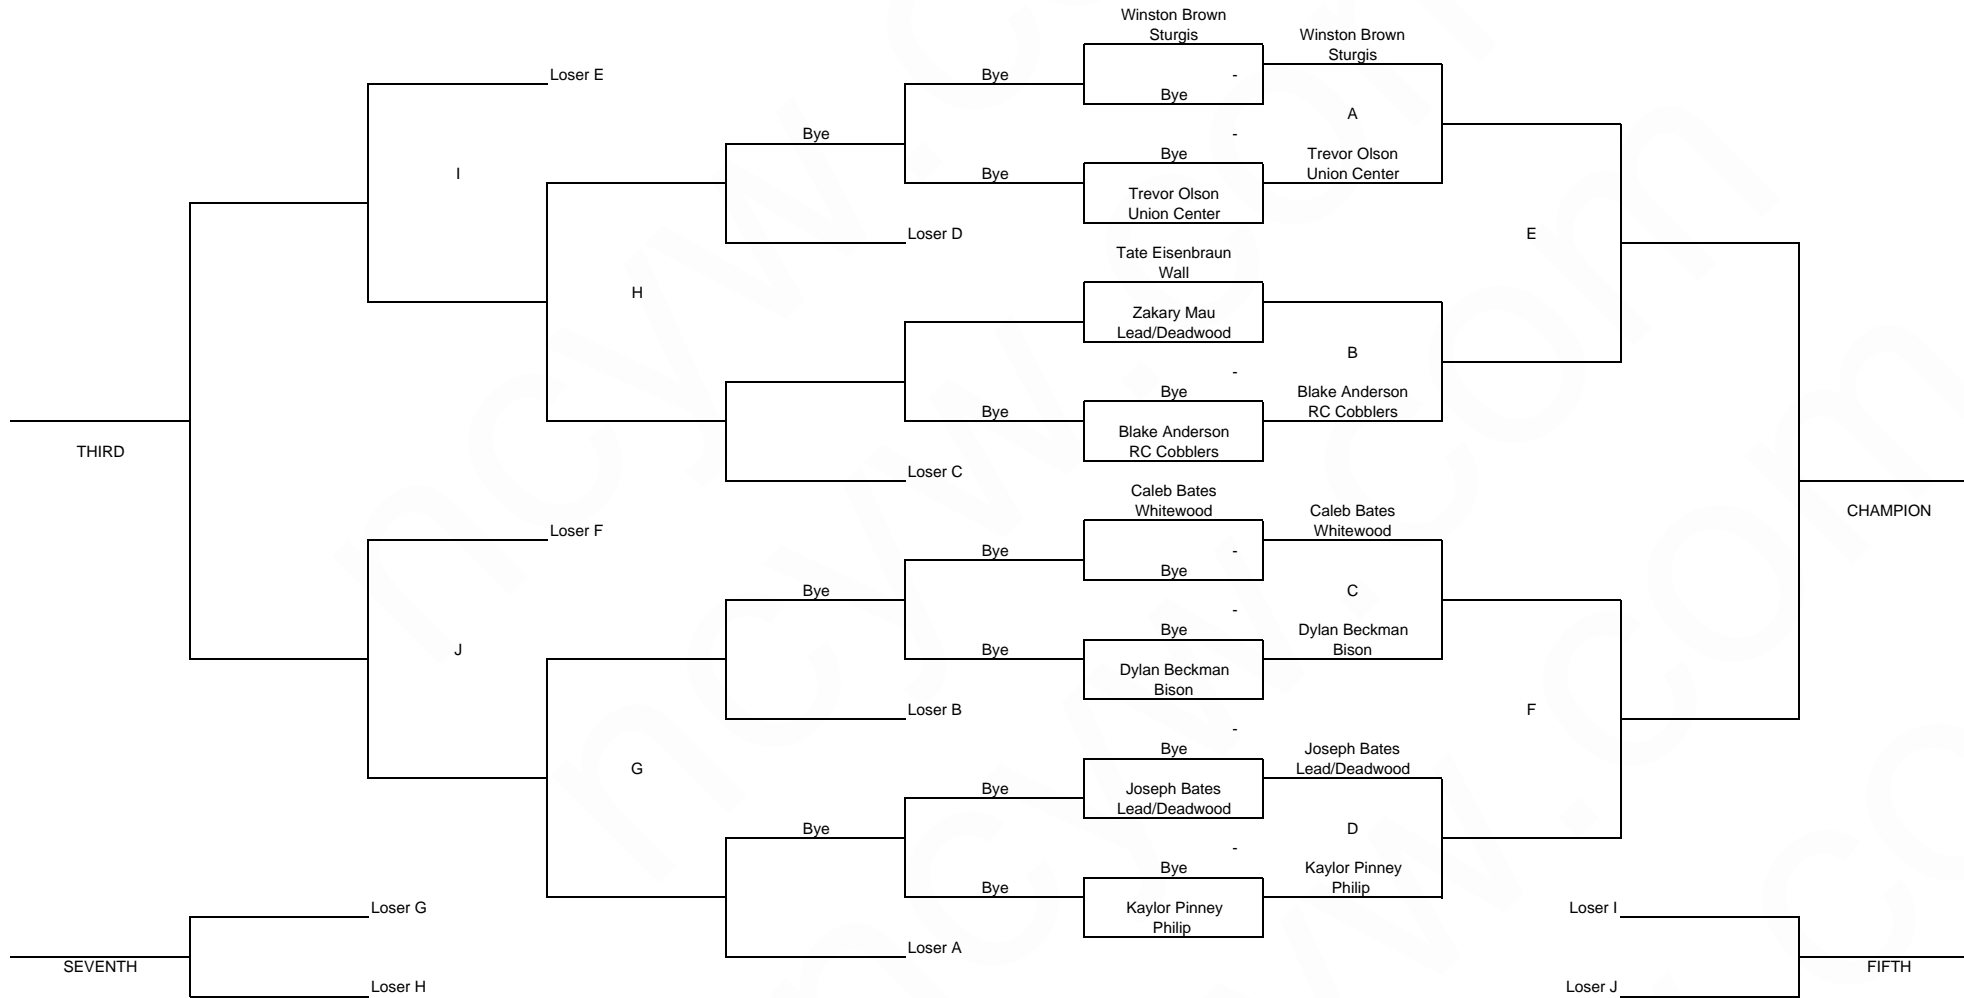 Winston Brown
Sturgis
Winston Brown
Sturgis
Loser E
Bye
-
Bye
A
Bye
-
I
Bye
Bye
Trevor Olson
Union Center
Trevor Olson
Union Center
Loser D
E
Tate Eisenbraun
Wall
H
Zakary Mau
Lead/Deadwood
B
-
Bye
Bye
Blake Anderson
RC Cobblers
Blake Anderson
RC Cobblers
THIRD
Loser C
Caleb Bates
Whitewood
Caleb Bates
Whitewood
CHAMPION
Loser F
Bye
-
Bye
Bye
C
-
J
Bye
Bye
Dylan Beckman
Bison
Dylan Beckman
Bison
Loser B
F
-
Bye
Joseph Bates
Lead/Deadwood
G
Bye
Joseph Bates
Lead/Deadwood
Bye
D
-
Bye
Bye
Kaylor Pinney
Philip
Kaylor Pinney
Philip
Loser G
Loser I
Loser A
SEVENTH
FIFTH
Loser H
Loser J